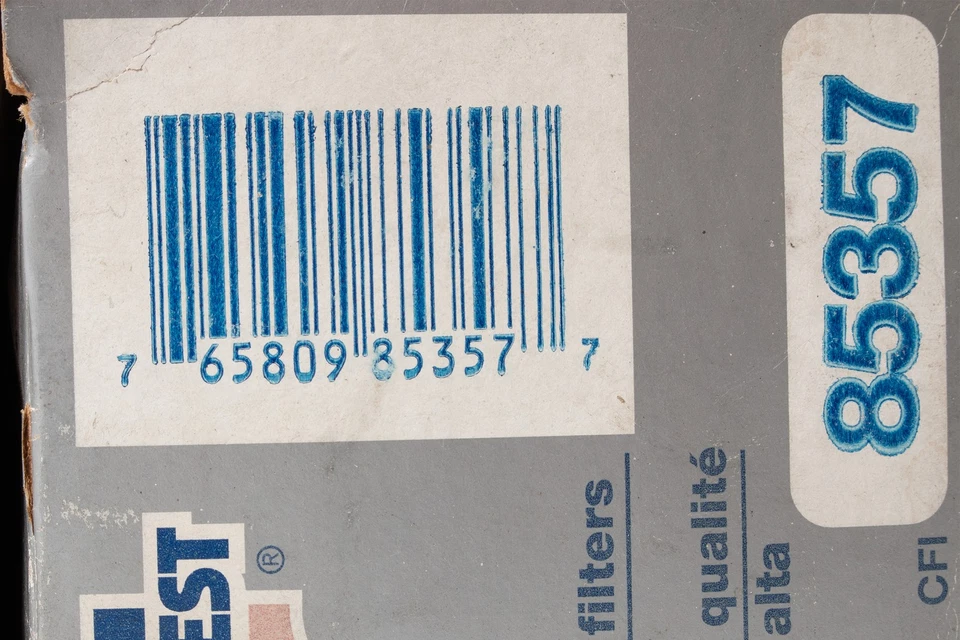 7 65809 85357 7
85357
filters
qualité
alta
CFI
EST
®